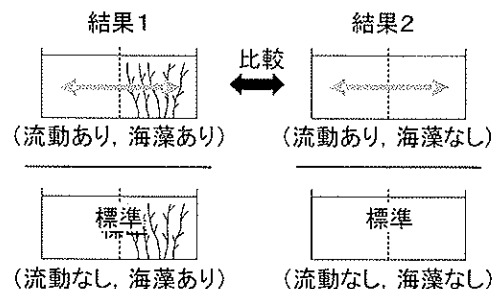 結果1
結果2
比較
(流動あり, 海藻あり)
(流動あり, 海藻なし)
標準
標準
(流動なし, 海藻あり)
(流動なし, 海藻なし)